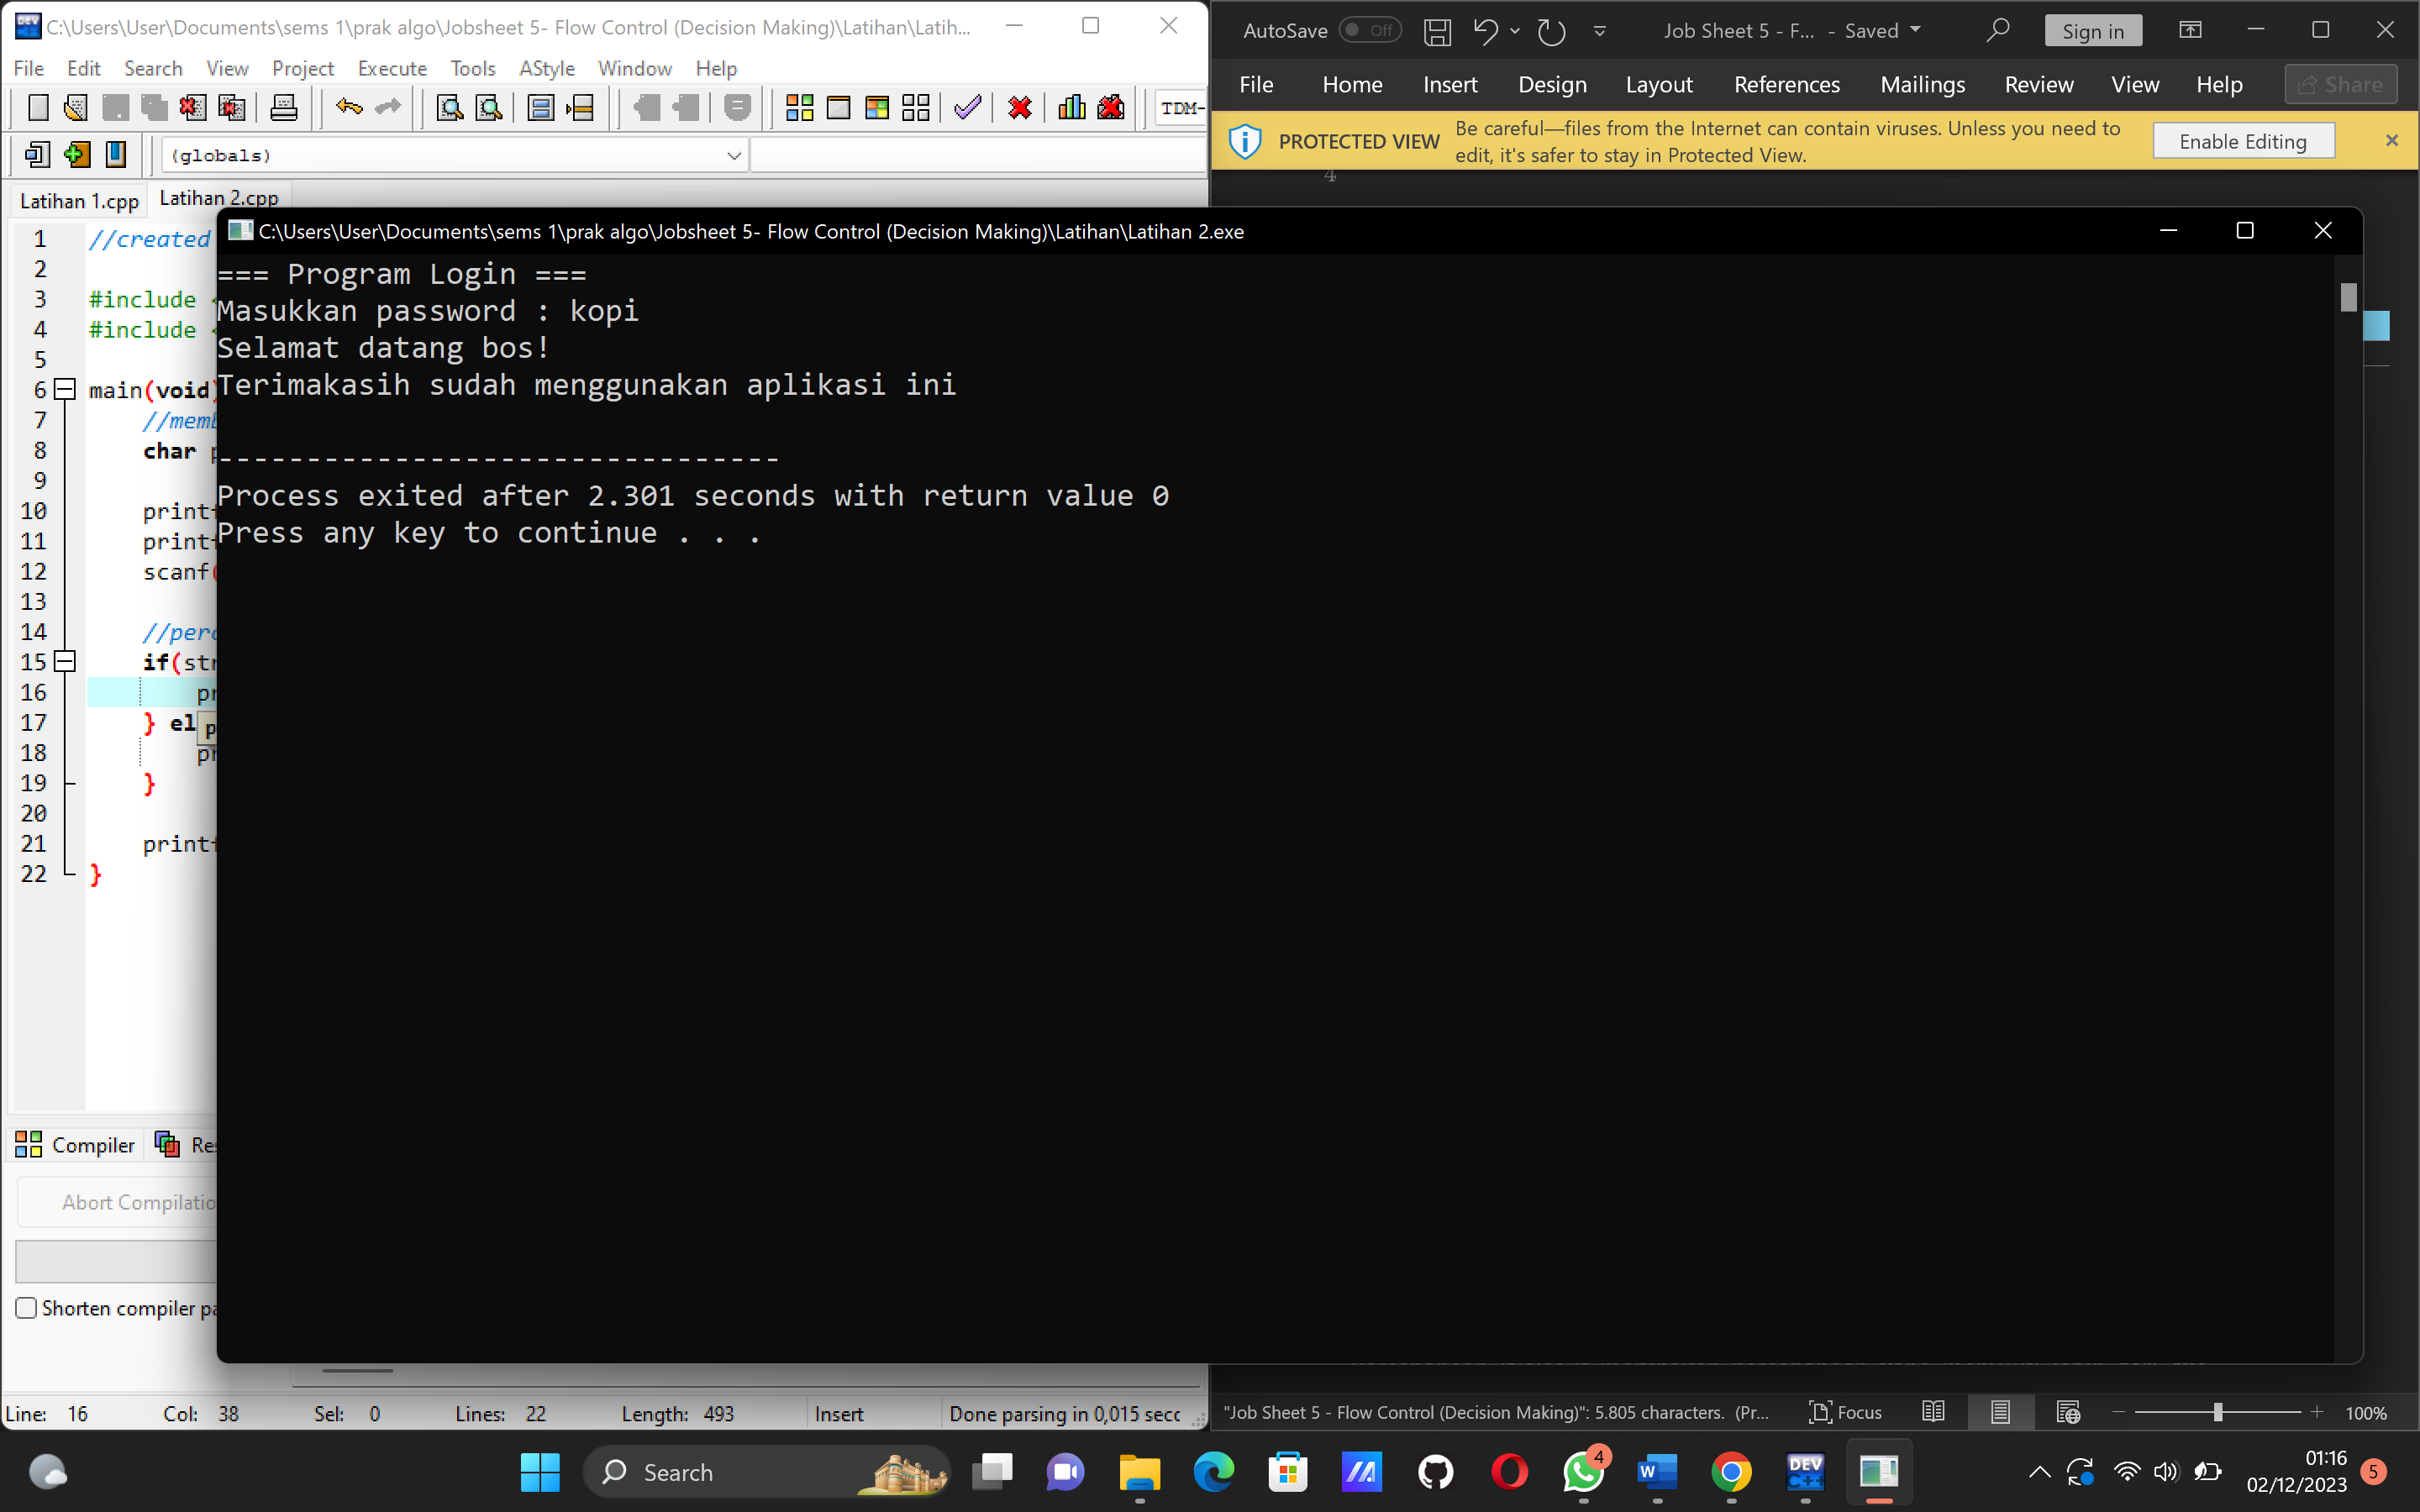 C:\Users\User\Documents\sems 1\prak algo\Jobsheet 5- Flow Control (Decision Making)\Latihan\Latih...
File Edit Search View Project Execute Tools AStyle Window Help
TDM-
(globals)
Latihan 1.cpp Latihan 2.cpp
1 //created
2
3 #include <
4 #include <
5
6 main(void)
7 //memb
8 char p
9
10 printf
11 printf
12 scanf(
13
14 //perc
15 if(str
16 pr
17 } el
p
18 pr
19 }
20
21 printf
22 }
Compiler Res
Abort Compilatio
Shorten compiler pa
Line: 16 Col: 38 Sel: 0 Lines: 22 Length: 493 Insert Done parsing in 0,015 secc
AutoSave Off Job Sheet 5 - F... - Saved Sign in
File Home Insert Design Layout References Mailings Review View Help Share
PROTECTED VIEW Be careful—files from the Internet can contain viruses. Unless you need to
edit, it's safer to stay in Protected View. Enable Editing
4
C:\Users\User\Documents\sems 1\prak algo\Jobsheet 5- Flow Control (Decision Making)\Latihan\Latihan 2.exe
=== Program Login ===
Masukkan password : kopi
Selamat datang bos!
Terimakasih sudah menggunakan aplikasi ini
--------------------------------
Process exited after 2.301 seconds with return value 0
Press any key to continue . . .
"Job Sheet 5 - Flow Control (Decision Making)": 5.805 characters. (Pr... Focus 100%
Search
4
W
DEV C++
01:16
02/12/2023
5